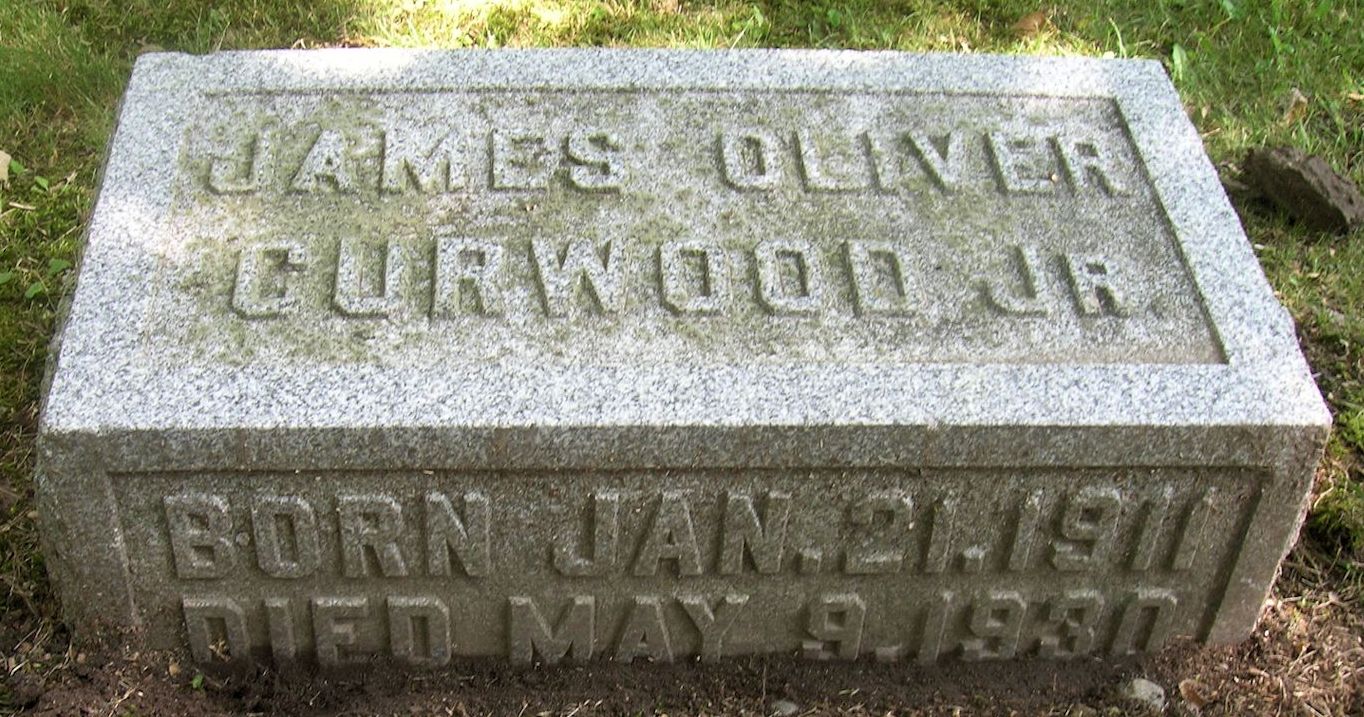 JAMES OLIVER
CURWOOD JR.
BORN JAN. 21. 1911
DIED MAY 9. 1930